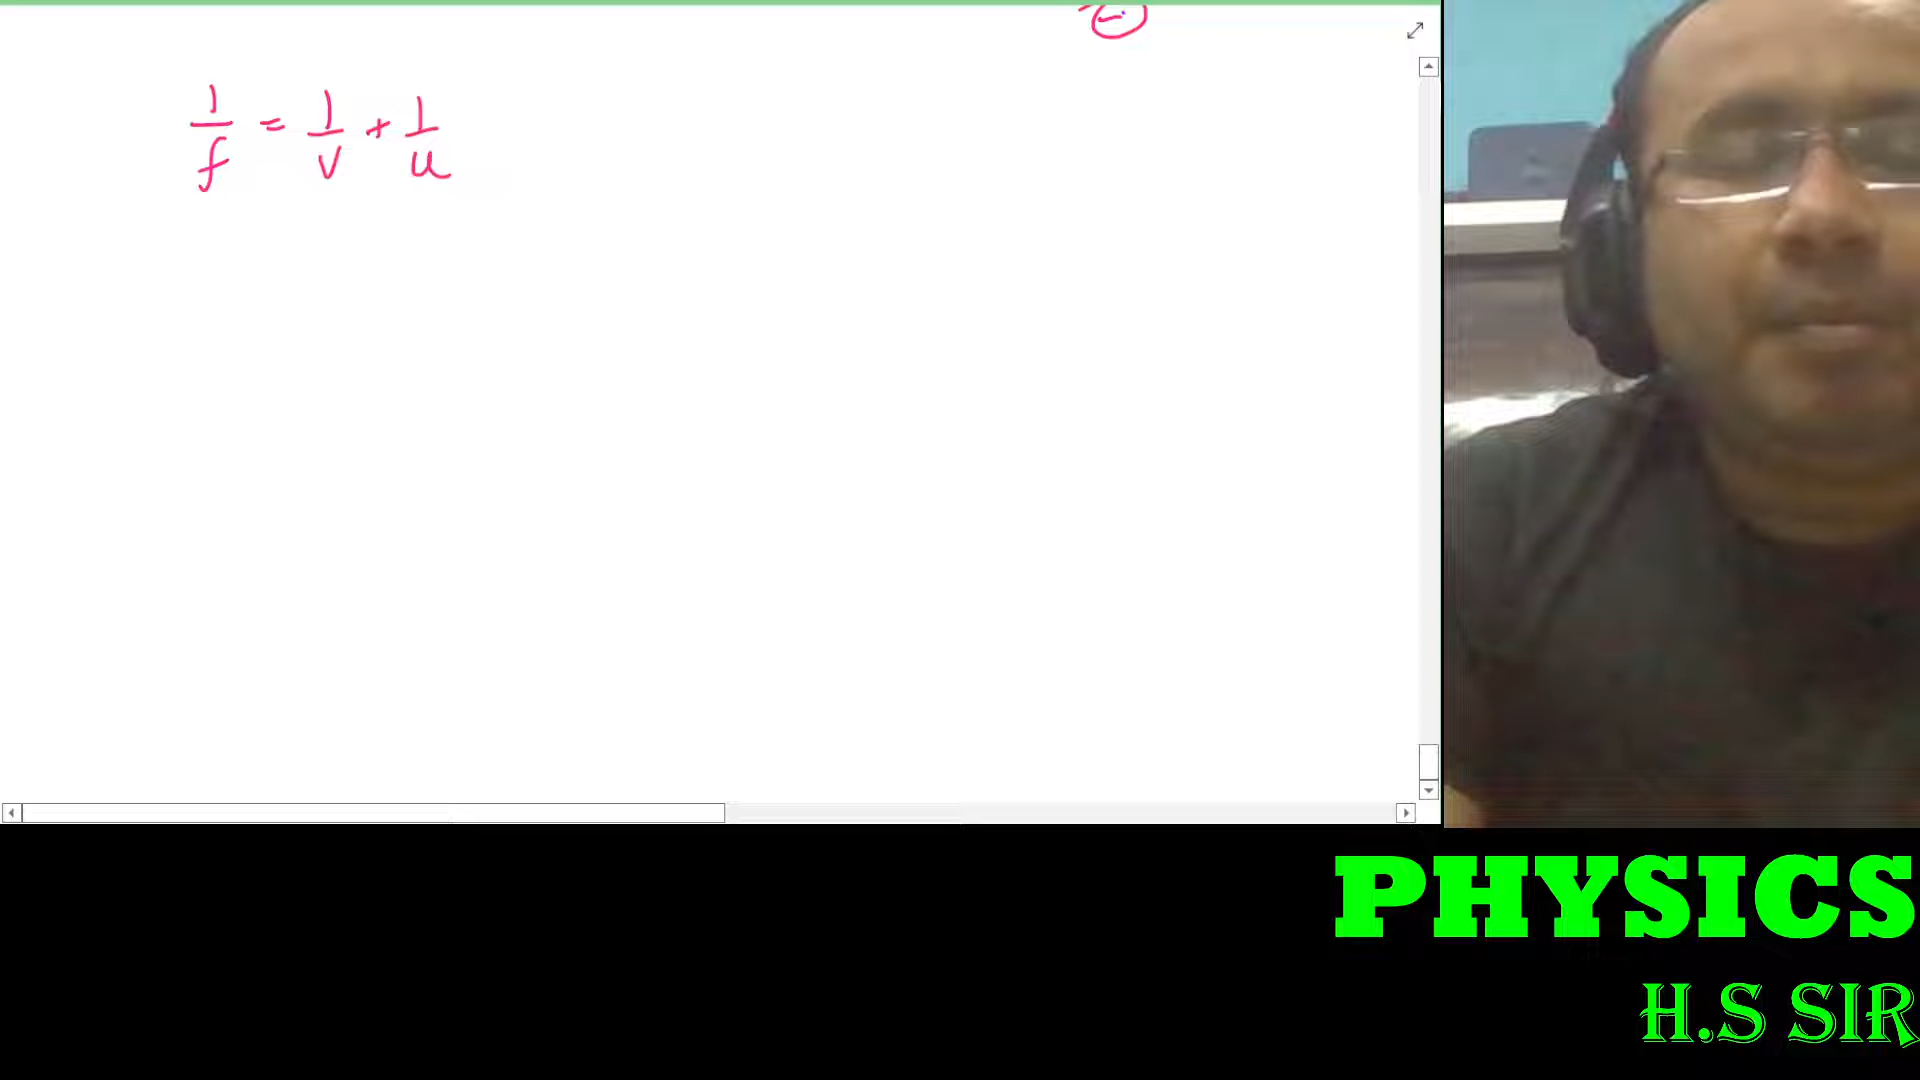 1/f = 1/v + 1/u
PHYSICS
H.S SIR